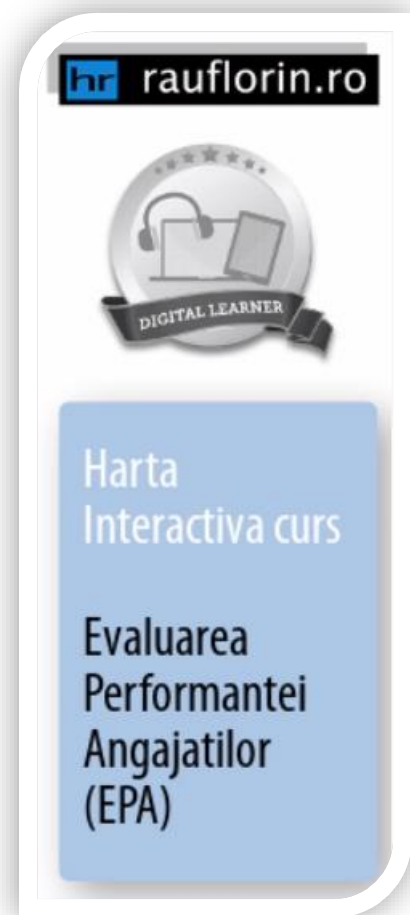 hr rauflorin.ro
DIGITAL LEARNER
Harta
Interactiva curs
Evaluarea
Performantei
Angajatilor
(EPA)